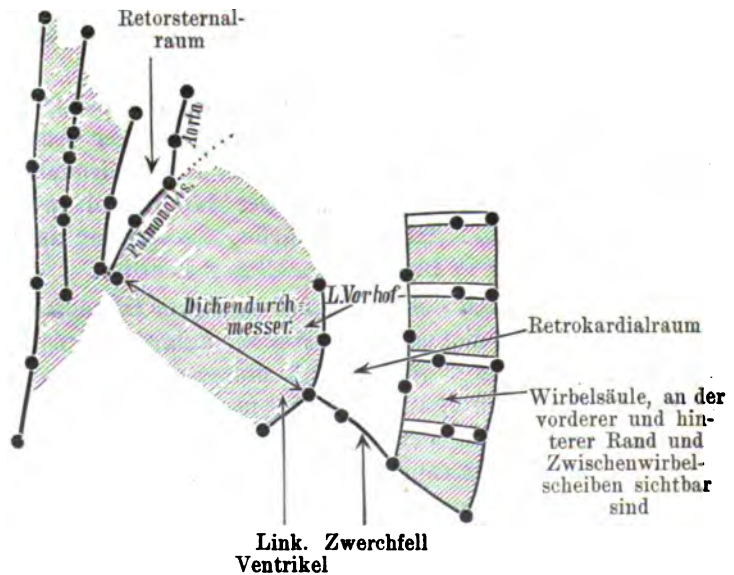 Retorsternal-
raum
Aorta
Pulmonalis.
L.Vorhof
Dichendurch-
messer.
Retrokardialraum
Wirbelsäule, an der
vorderer und hin-
terer Rand und
Zwischenwirbel-
scheiben sichtbar
sind
Link. Zwerchfell
Ventrikel